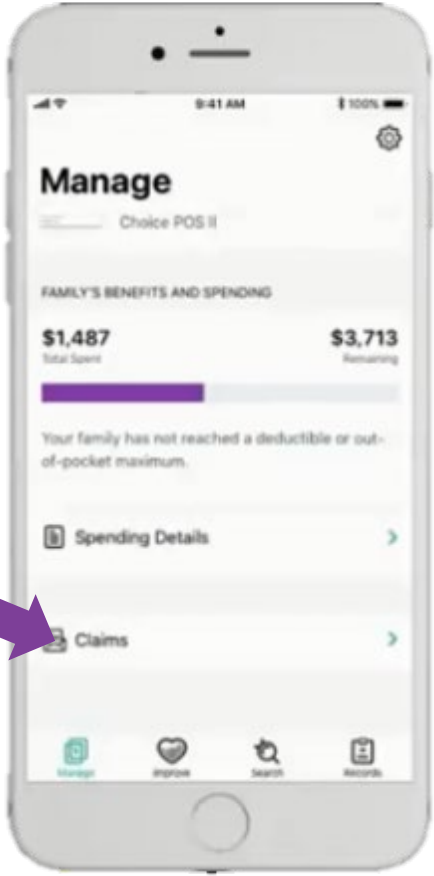 9:41 AM
100%
Manage
Choice POS II
FAMILY'S BENEFITS AND SPENDING
$1,487
$3,713
Total Spent
Remaining
Your family has not reached a deductible or out-
of-pocket maximum.
Spending Details
Claims
Manage
Improve
Search
Records